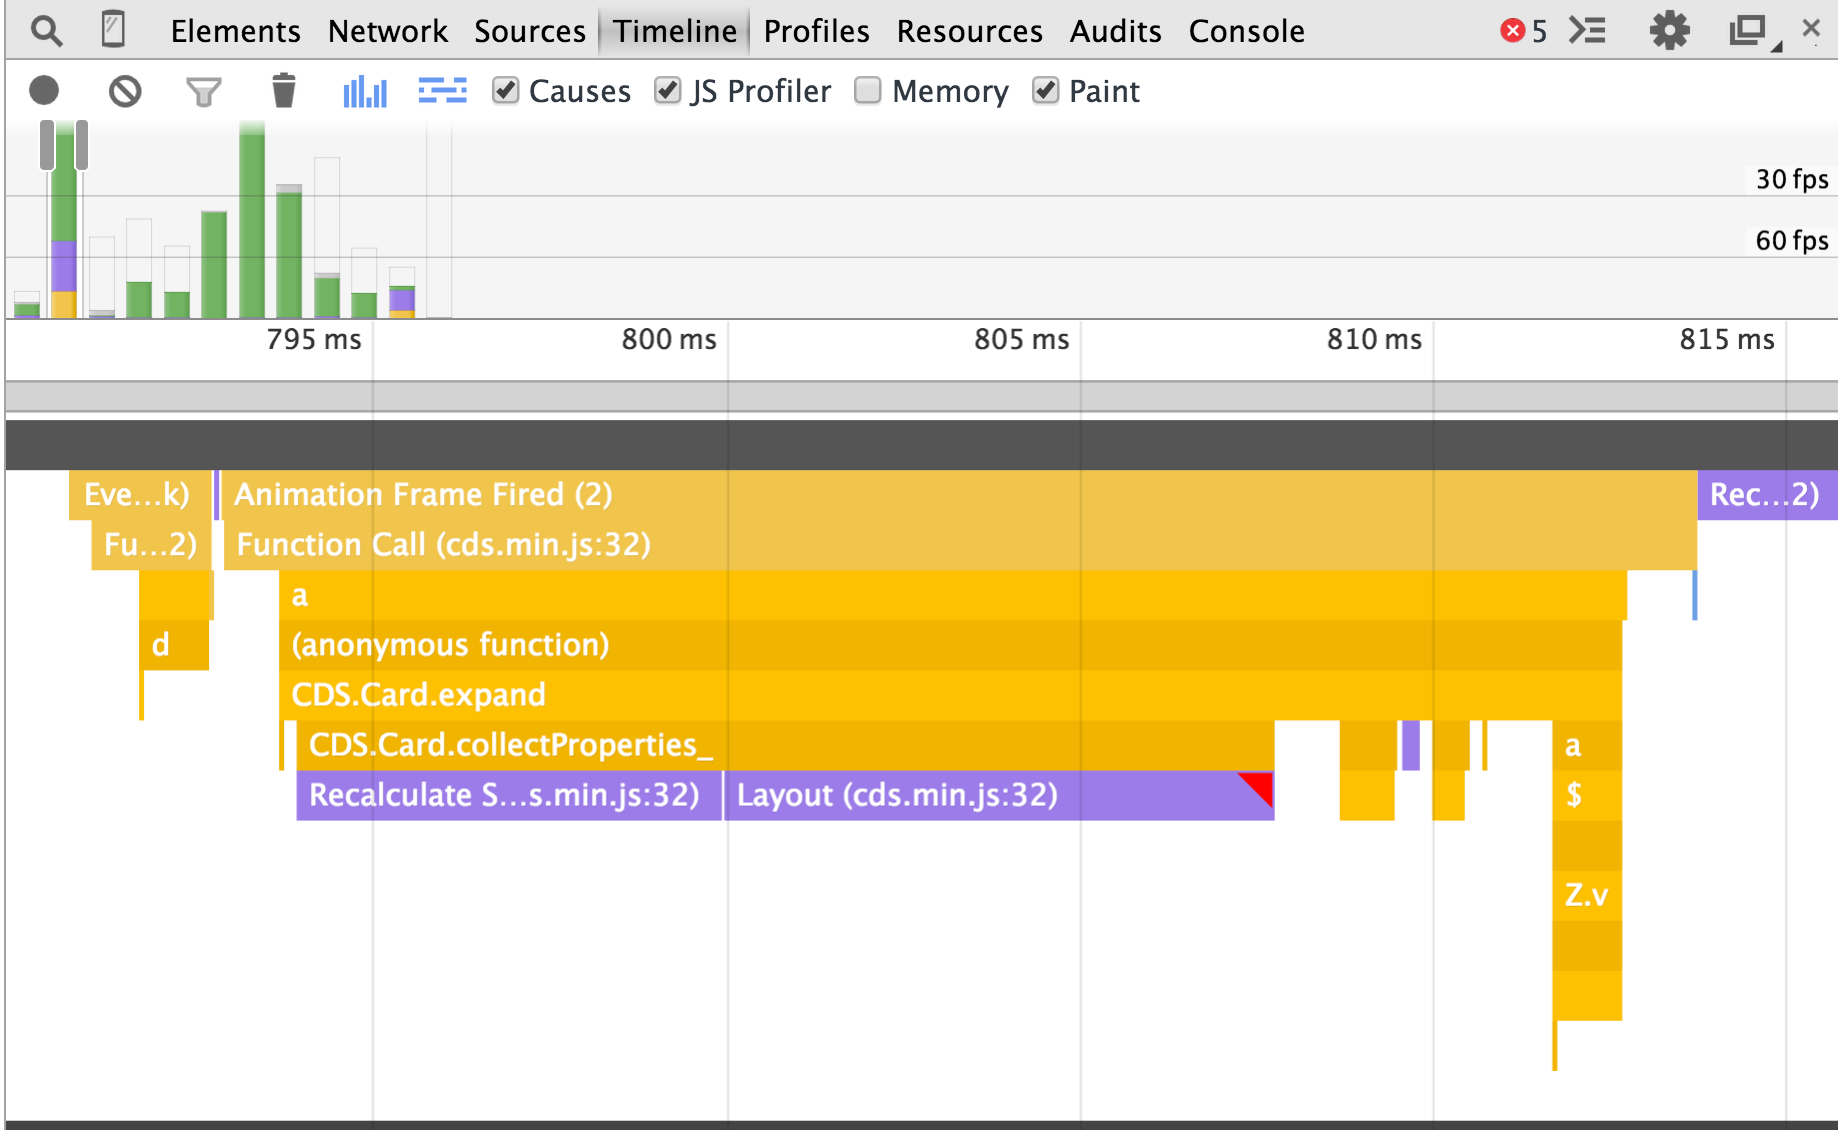 Elements Network Sources Timeline Profiles Resources Audits Console 5
Causes JS Profiler Memory Paint
30 fps
60 fps
795 ms 800 ms 805 ms 810 ms 815 ms
Eve...k) Animation Frame Fired (2) Rec...2)
Fu...2) Function Call (cds.min.js:32)
a
d (anonymous function)
CDS.Card.expand
CDS.Card.collectProperties_ a
Recalculate S...s.min.js:32) Layout (cds.min.js:32) $
Z.v